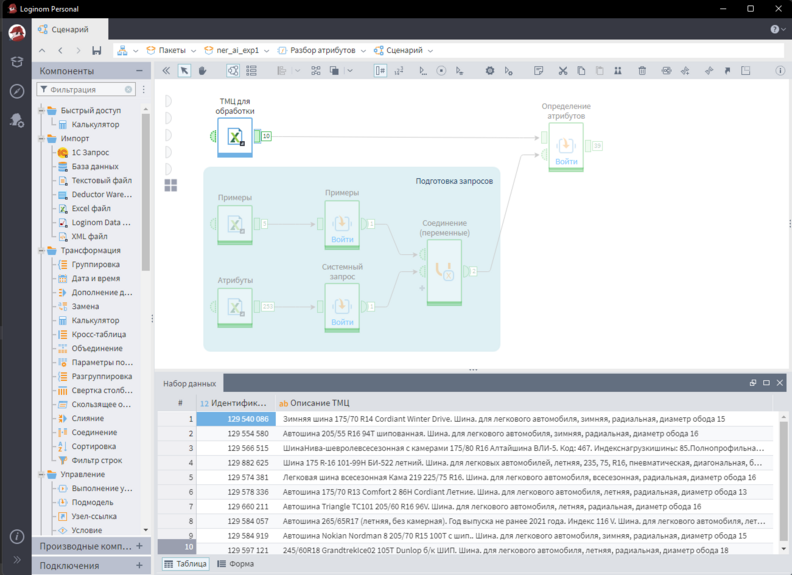 Loginom Personal
Сценарий
Пакеты
ner_ai_exp1
Разбор атрибутов
Сценарий
Компоненты
Фильтрация
Быстрый доступ
Калькулятор
Импорт
1С Запрос
База данных
Текстовый файл
Deductor Ware...
Excel файл
Loginom Data ...
XML файл
Трансформация
Группировка
Дата и время
Дополнение д...
Замена
Калькулятор
Кросс-таблица
Объединение
Параметры по...
Разгруппировка
Свертка столб...
Скользящее о...
Слияние
Соединение
Сортировка
Фильтр строк
Управление
Выполнение у...
Подмодель
Узел-ссылка
Условие
Производные комп...
Подключения
ТМЦ для
обработки
10
Определение
атрибутов
Войти
Подготовка запросов
Примеры
Примеры
Войти
Соединение
(переменные)
Атрибуты
Системный
запрос
Войти
Набор данных
# 12 Идентифик... ab Описание ТМЦ
1 129 540 086 Зимняя шина 175/70 R14 Cordiant Winter Drive. Шина. для легкового автомобиля, зимняя, радиальная, диаметр обода 15
2 129 554 580 Автошина 205/55 R16 94T шипованная. Шина. для легкового автомобиля, зимняя, радиальная, диаметр обода 16
3 129 566 515 ШинаНива-шевролевсесезонная с камерами 175/80 R16 Алтайшина ВЛИ-5. Код: 467. Индекснагрузкишины: 85.Полнопрофильна...
4 129 882 625 Шина 175 R-16 101-99Н БИ-522 летний. Шина. для легковых автомобилей, летняя, 235, 75, R16, пневматическая, диагональная, б...
5 129 574 381 Легковая шина всесезонная Кама 219 225/75 R16. Шина. для легкового автомобиля, всесезонная, радиальная, диаметр обода 16
6 129 578 336 Автошина 175/70 R13 Comfort 2 86H Cordiant Летние. Шина. для легкового автомобиля, летняя, радиальная, диаметр обода 13
7 129 660 211 Автошина Triangle TC101 205/60 R16 96V. Шина. для легкового автомобиля, летняя, радиальная, диаметр обода 16
8 129 584 057 Автошина 265/65R17 (летняя, без камерная). Год выпуска не ранее 2021 года. Индекс 116 V. Шина. для легкового автомобиля, лет...
9 129 584 919 Автошина Nokian Nordman 8 205/70 R15 100T с шип.. Шина. для легкового автомобиля, зимняя, радиальная, диаметр обода 15
10 129 597 121 245/60R18 Grandtrekice02 105T Dunlop б/к ШИП. Шина. для легкового автомобиля, летняя, радиальная, диаметр обода 18
Таблица
Форма